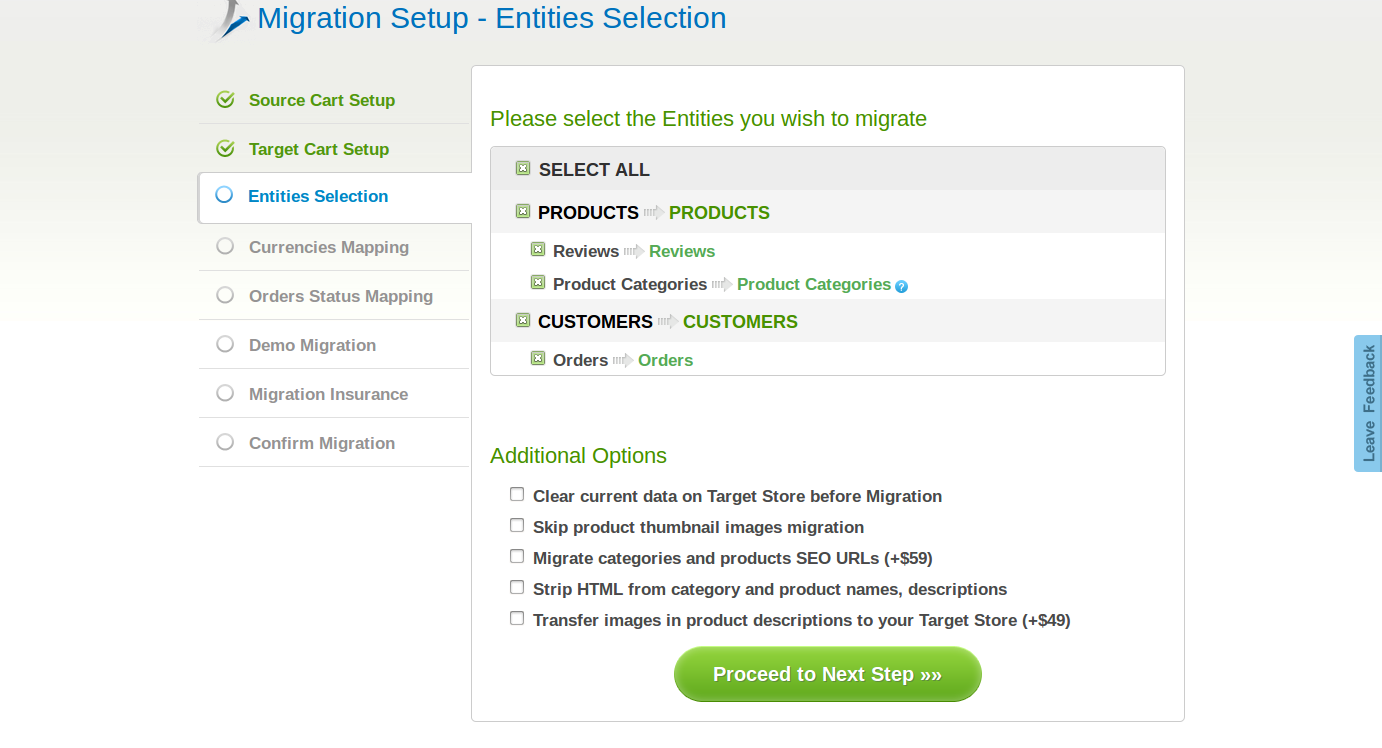 Migration Setup - Entities Selection
Source Cart Setup
Target Cart Setup
Entities Selection
Currencies Mapping
Orders Status Mapping
Demo Migration
Migration Insurance
Confirm Migration
Please select the Entities you wish to migrate
SELECT ALL
PRODUCTS PRODUCTS
Reviews Reviews
Product Categories Product Categories ?
CUSTOMERS CUSTOMERS
Orders Orders
Additional Options
Clear current data on Target Store before Migration
Skip product thumbnail images migration
Migrate categories and products SEO URLs (+$59)
Strip HTML from category and product names, descriptions
Transfer images in product descriptions to your Target Store (+$49)
Proceed to Next Step »»
Leave Feedback